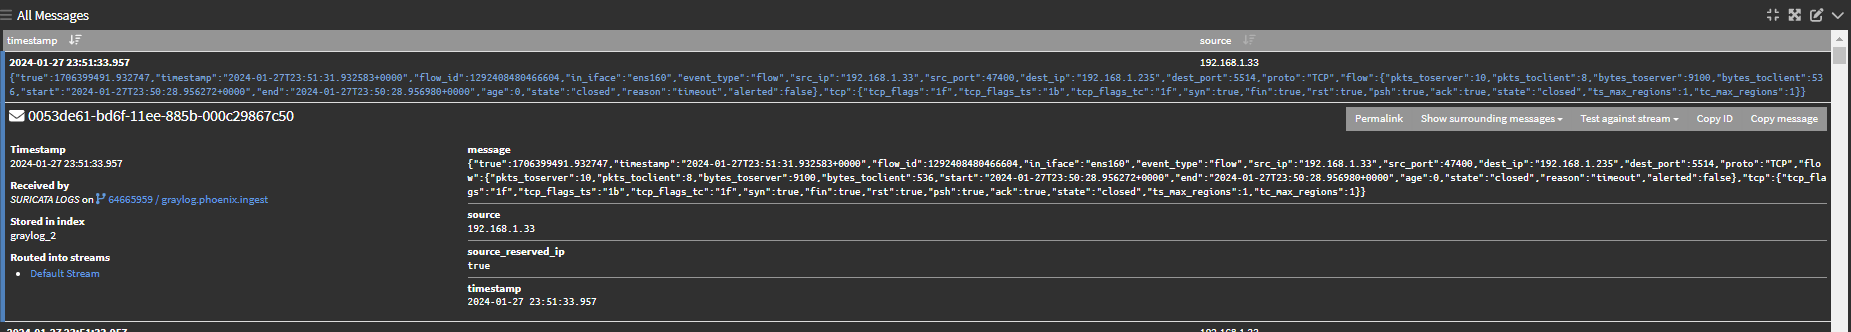 All Messages
timestamp source
2024-01-27 23:51:33.957 192.168.1.33
{"true":1706399491.932747,"timestamp":"2024-01-27T23:51:31.932583+0000","flow_id":1292408480466604,"in_iface":"ens160","event_type":"flow","src_ip":"192.168.1.33","src_port":47400,"dest_ip":"192.168.1.235","dest_port":5514,"proto":"TCP","flow":{"pkts_toserver":10,"pkts_toclient":8,"bytes_toserver":9100,"bytes_toclient":53
6,"start":"2024-01-27T23:50:28.956272+0000","end":"2024-01-27T23:50:28.956980+0000","age":0,"state":"closed","reason":"timeout","alerted":false},"tcp":{"tcp_flags":"1f","tcp_flags_ts":"1b","tcp_flags_tc":"1f","syn":true,"fin":true,"rst":true,"psh":true,"ack":true,"state":"closed","ts_max_regions":1,"tc_max_regions":1}}
0053de61-bd6f-11ee-885b-000c29867c50
Permalink Show surrounding messages Test against stream Copy ID Copy message
Timestamp
2024-01-27 23:51:33.957
Received by
SURICATA LOGS on 64665959 / graylog.phoenix.ingest
Stored in index
graylog_2
Routed into streams
Default Stream
message
{"true":1706399491.932747,"timestamp":"2024-01-27T23:51:31.932583+0000","flow_id":1292408480466604,"in_iface":"ens160","event_type":"flow","src_ip":"192.168.1.33","src_port":47400,"dest_ip":"192.168.1.235","dest_port":5514,"proto":"TCP","flo
w":{"pkts_toserver":10,"pkts_toclient":8,"bytes_toserver":9100,"bytes_toclient":536,"start":"2024-01-27T23:50:28.956272+0000","end":"2024-01-27T23:50:28.956980+0000","age":0,"state":"closed","reason":"timeout","alerted":false},"tcp":{"tcp_fla
gs":"1f","tcp_flags_ts":"1b","tcp_flags_tc":"1f","syn":true,"fin":true,"rst":true,"psh":true,"ack":true,"state":"closed","ts_max_regions":1,"tc_max_regions":1}}
source
192.168.1.33
source_reserved_ip
true
timestamp
2024-01-27 23:51:33.957
2024-01-27 23:51:33.957 192.168.1.33